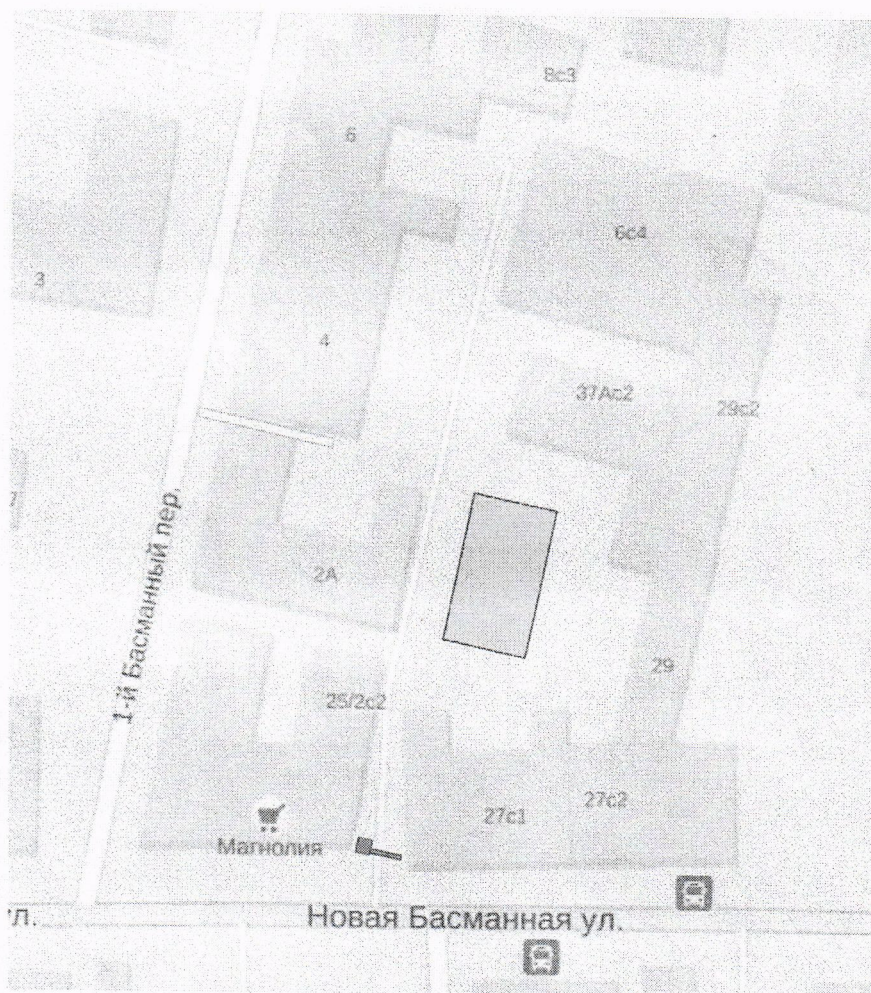 8с3
6
6с4
3
4
37Ас2
29с2
7
1-й Басманный пер.
2А
29
25/2с2
27с2
27с1
Магнолия
ул.
Новая Басманная ул.